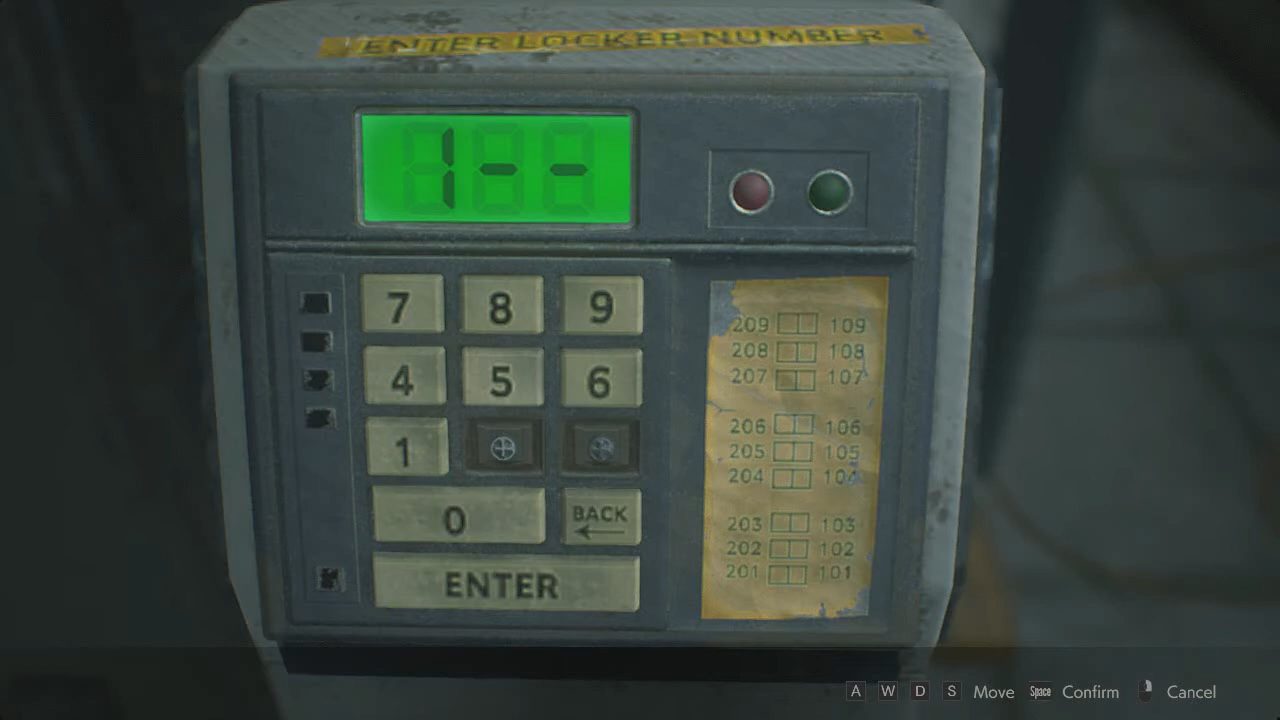 ENTER LOCKER NUMBER
1--
7 8 9
4 5 6
1
0 BACK
ENTER
209 109
208 108
207 107
206 106
205 105
204 104
203 103
202 102
201 101
A W D S Move Space Confirm Cancel